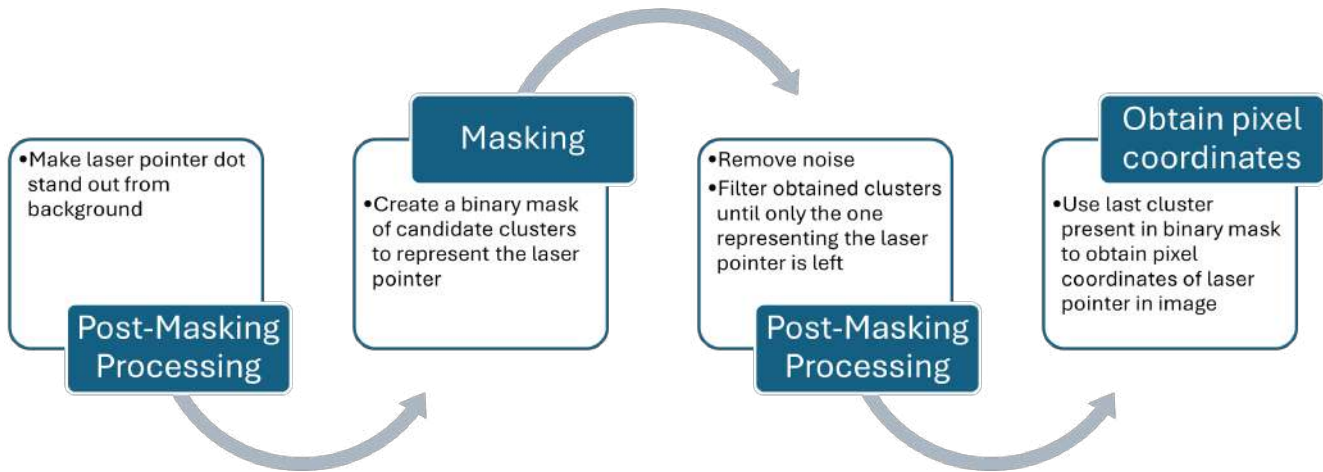 •Make laser pointer dot
stand out from
background
Post-Masking
Processing
Masking
•Create a binary mask
of candidate clusters
to represent the laser
pointer
•Remove noise
•Filter obtained clusters
until only the one
representing the laser
pointer is left
Post-Masking
Processing
Obtain pixel
coordinates
•Use last cluster
present in binary mask
to obtain pixel
coordinates of laser
pointer in image